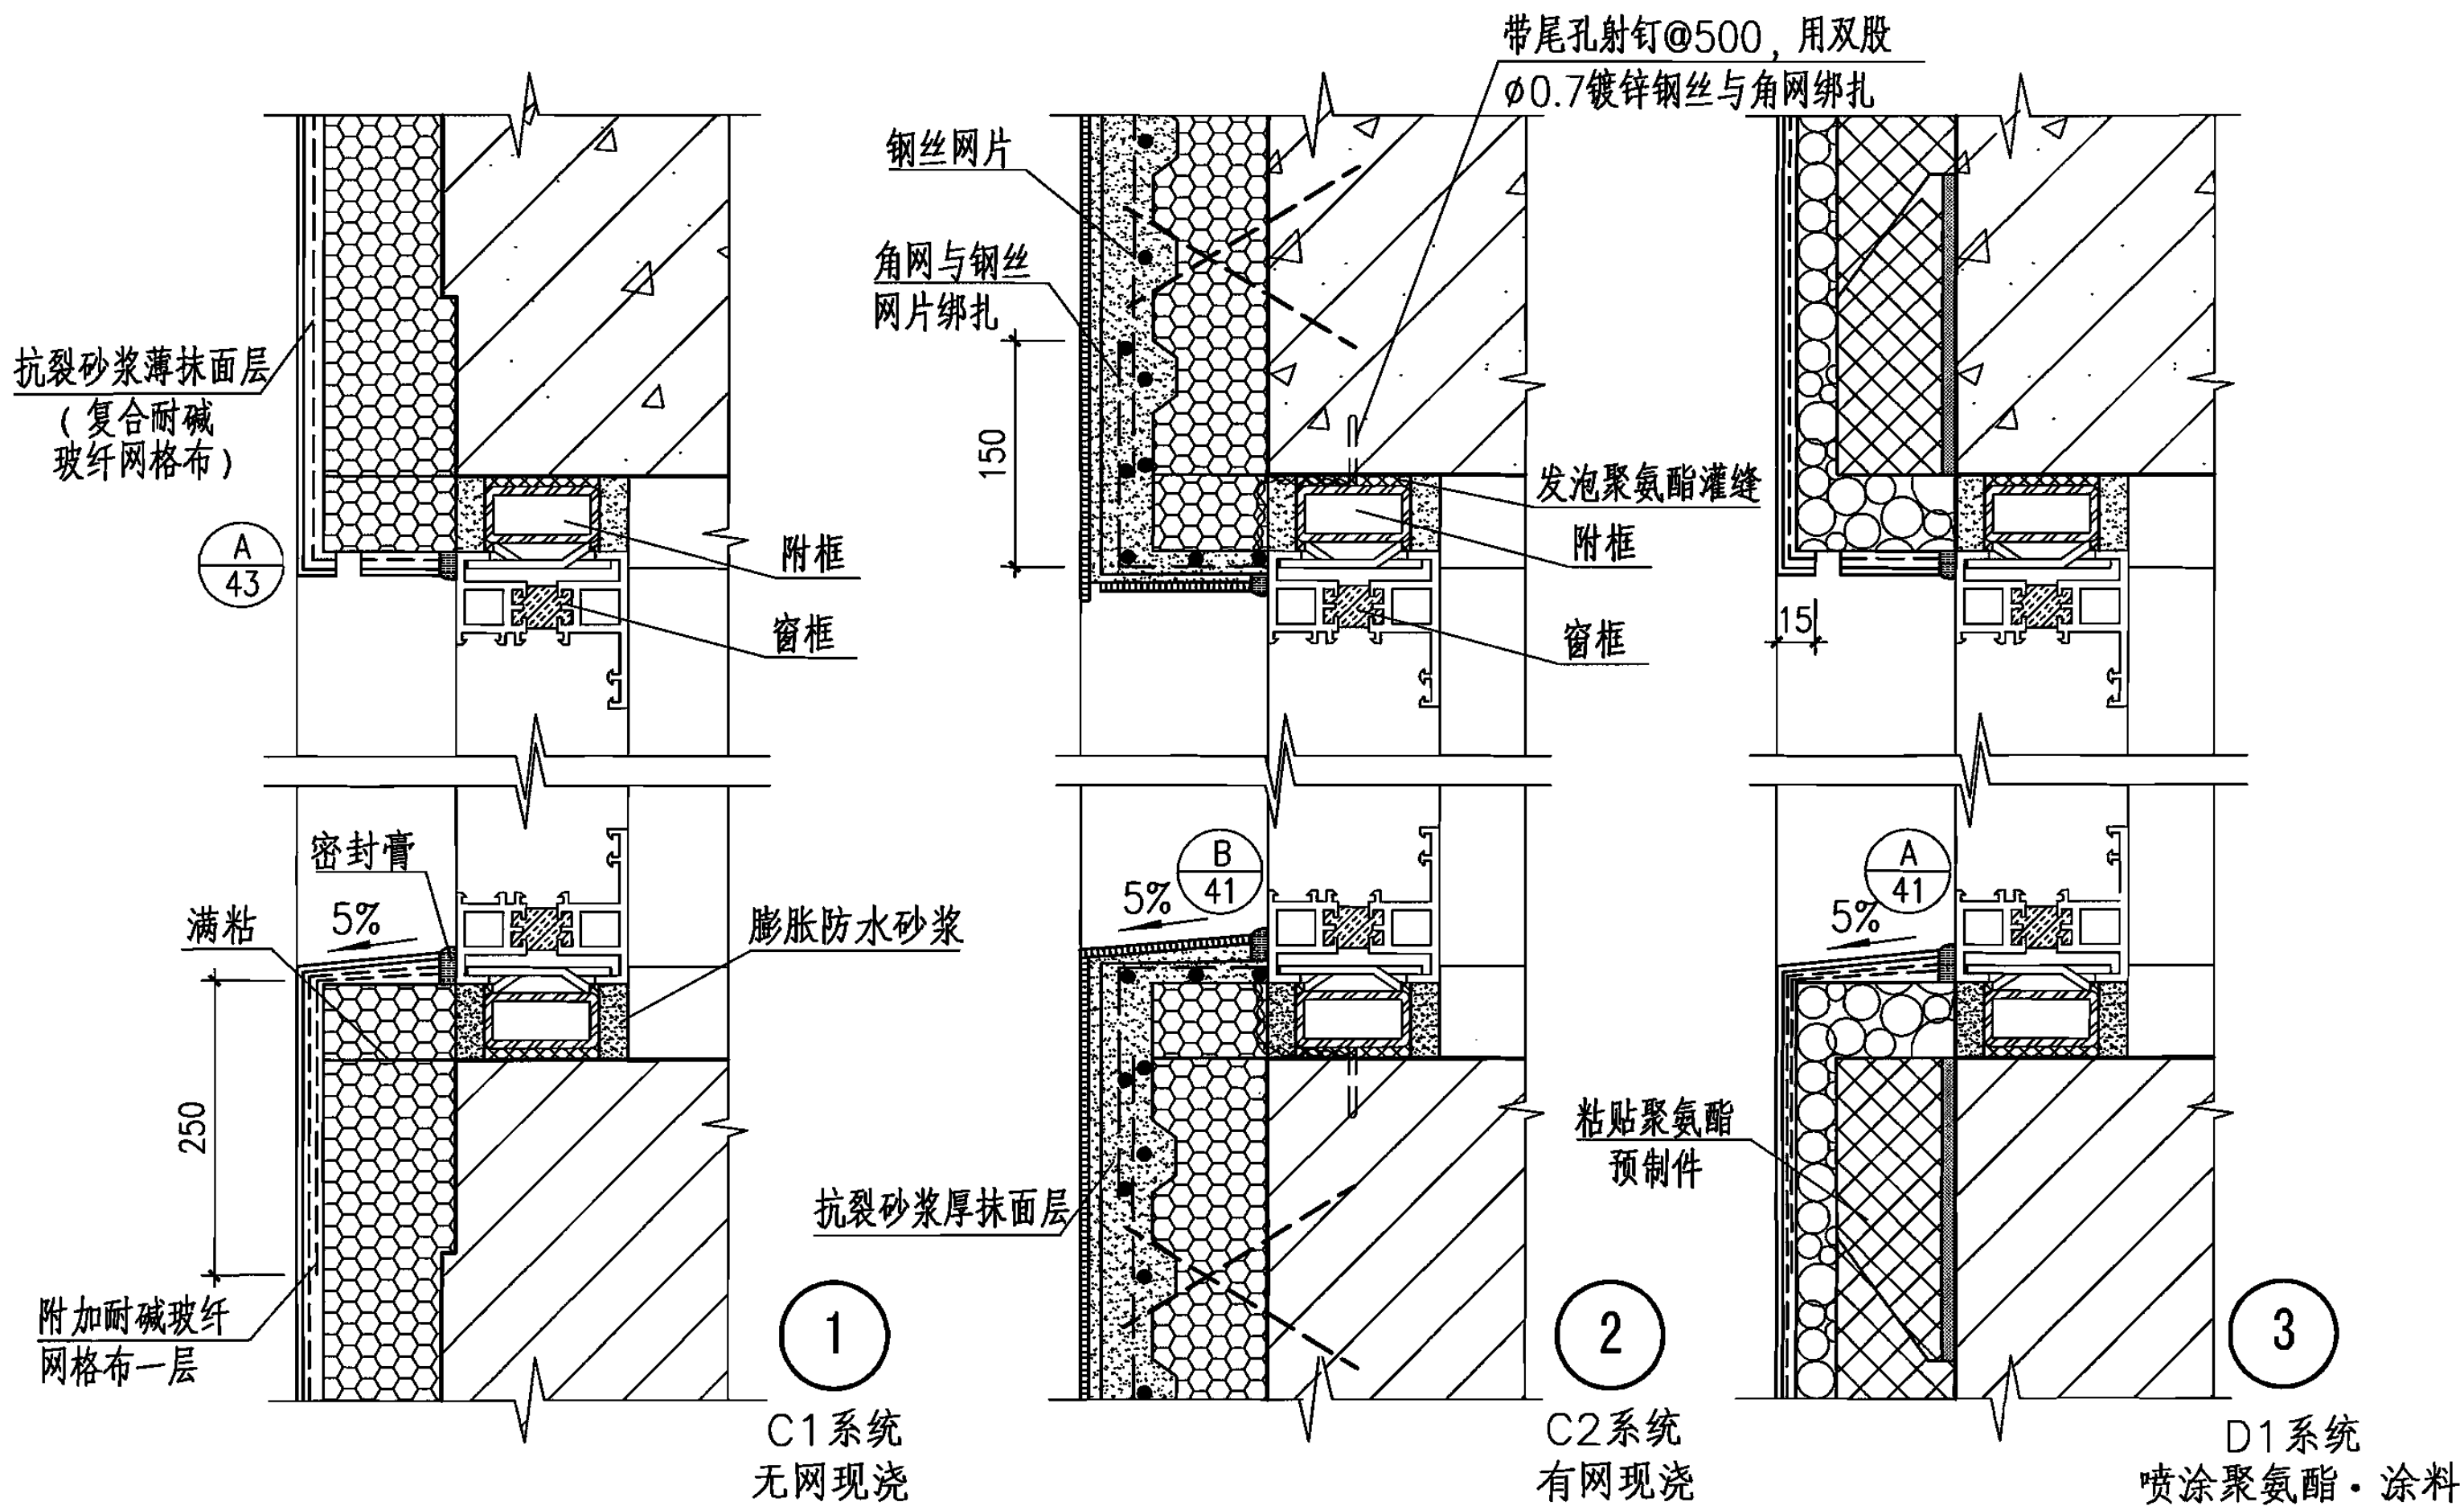 带尾孔射钉@500，用双股
ø0.7镀锌钢丝与角网绑扎
钢丝网片
角网与钢丝
网片绑扎
150
抗裂砂浆薄抹面层
（复合耐碱
玻纤网格布）
A
43
附框
窗框
发泡聚氨酯灌缝
附框
窗框
15
密封膏
满粘
5%
膨胀防水砂浆
250
附加耐碱玻纤
网格布一层
B
41
5%
抗裂砂浆厚抹面层
A
41
5%
粘贴聚氨酯
预制件
1
C1系统
无网现浇
2
C2系统
有网现浇
3
D1系统
喷涂聚氨酯·涂料